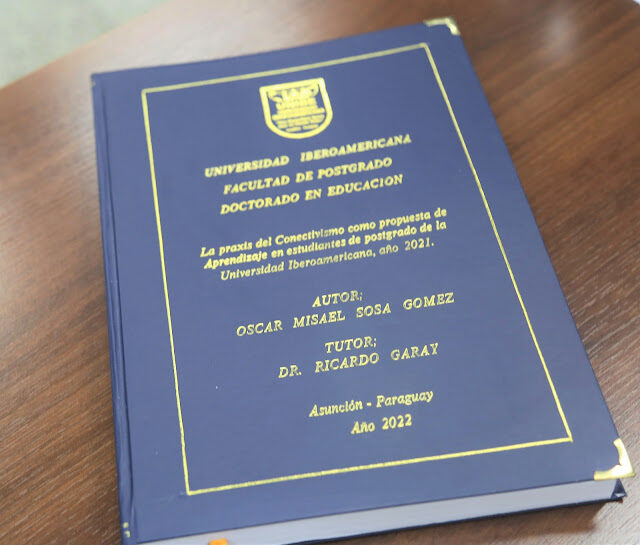 UNIVERSIDAD IBEROAMERICANA
FACULTAD DE POSTGRADO
DOCTORADO EN EDUCACION
La praxis del Conectivismo como propuesta de
Aprendizaje en estudiantes de postgrado de la
Universidad Iberoamericana, año 2021.
AUTOR;
OSCAR MISAEL SOSA GOMEZ
TUTOR;
DR. RICARDO GARAY
Asunción - Paraguay
Año 2022